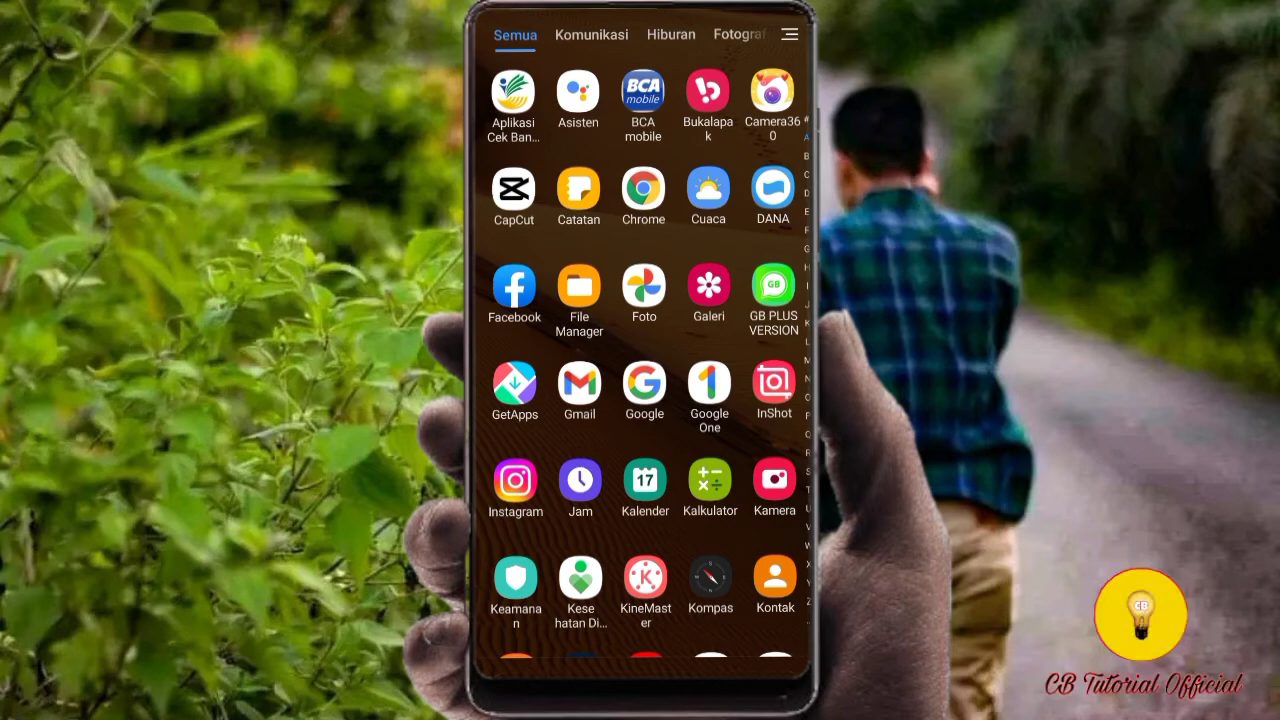 Semua Komunikasi Hiburan Fotograf
BCA
mobile
Aplikasi
Cek Ban...
Asisten
BCA
mobile
Bukalapa
k
Camera36
0
CapCut
Catatan
Chrome
Cuaca
DANA
GB
Facebook
File
Manager
Foto
Galeri
GB PLUS
VERSION
GetApps
Gmail
Google
Google
One
InShot
17
Instagram
Jam
Kalender
Kalkulator
Kamera
K
Keamana
n
Kese
hatan Di...
KineMast
er
Kompas
Kontak
#
A
B
C
D
E
F
G
H
I
J
K
L
M
N
O
P
Q
R
S
T
U
V
W
X
Y
Z
CB
CB Tutorial Official